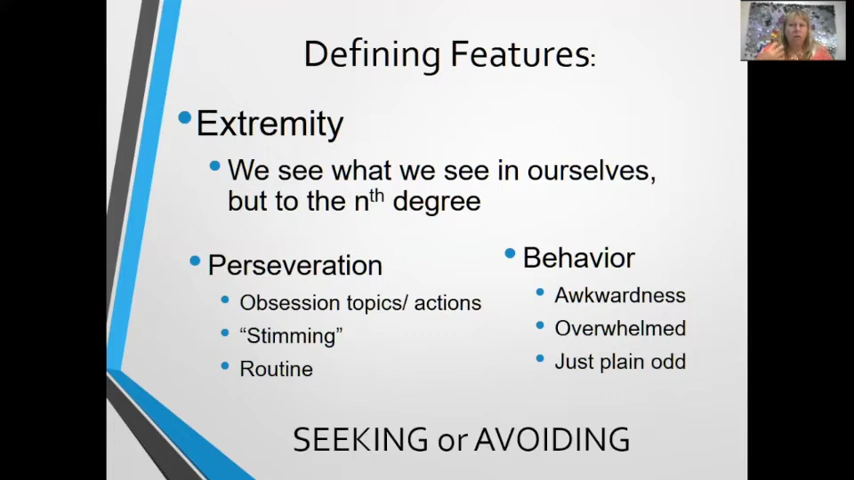 Defining Features:
Extremity
We see what we see in ourselves,
but to the nth degree
Perseveration
Obsession topics/ actions
“Stimming”
Routine
Behavior
Awkwardness
Overwhelmed
Just plain odd
SEEKING or AVOIDING